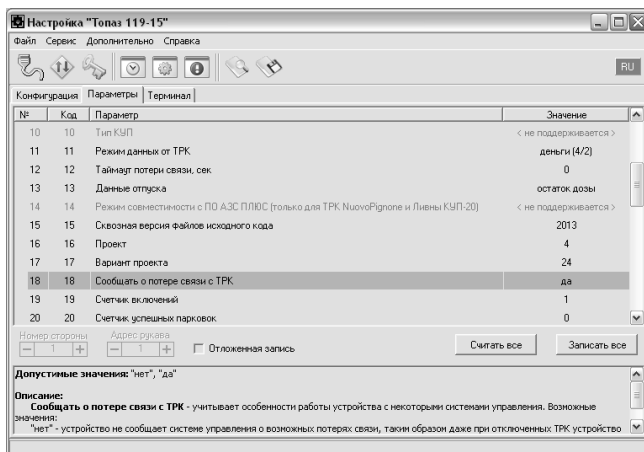 Настройка "Топаз 119-15"
Файл Сервис Дополнительно Справка
RU
Конфигурация Параметры Терминал
№ Код Параметр Значение
10 10 Тип КУП < не поддерживается >
11 11 Режим данных от ТРК деньги (4/2)
12 12 Таймаут потери связи, сек 0
13 13 Данные отпуска остаток дозы
14 14 Режим совместимости с ПО АЗС ПЛЮС (только для ТРК NuovoPignone и Ливны КУП-20) < не поддерживается >
15 15 Сквозная версия файлов исходного кода 2013
16 16 Проект 4
17 17 Вариант проекта 24
18 18 Сообщать о потере связи с ТРК да
19 19 Счетчик включений 1
20 20 Счетчик успешных парковок 0
Номер стороны Адрес рукава
1 1 Отложенная запись Считать все Записать все
Допустимые значения: "нет", "да"
Описание:
Сообщать о потере связи с ТРК - учитывает особенности работы устройства с некоторыми системами управления. Возможные
значения:
"нет" - устройство не сообщает системе управления о возможных потерях связи, таким образом даже при отключенных ТРК устройство